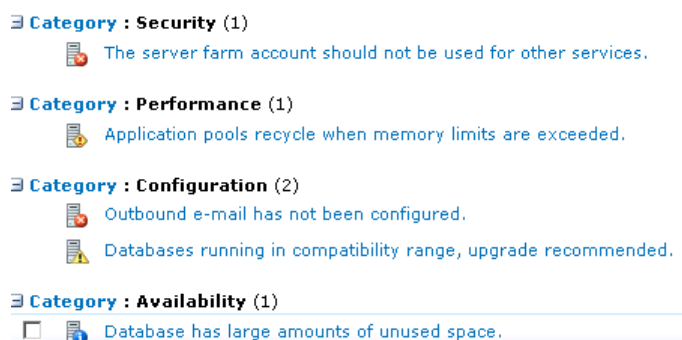 Category : Security (1)
The server farm account should not be used for other services.
Category : Performance (1)
Application pools recycle when memory limits are exceeded.
Category : Configuration (2)
Outbound e-mail has not been configured.
Databases running in compatibility range, upgrade recommended.
Category : Availability (1)
Database has large amounts of unused space.